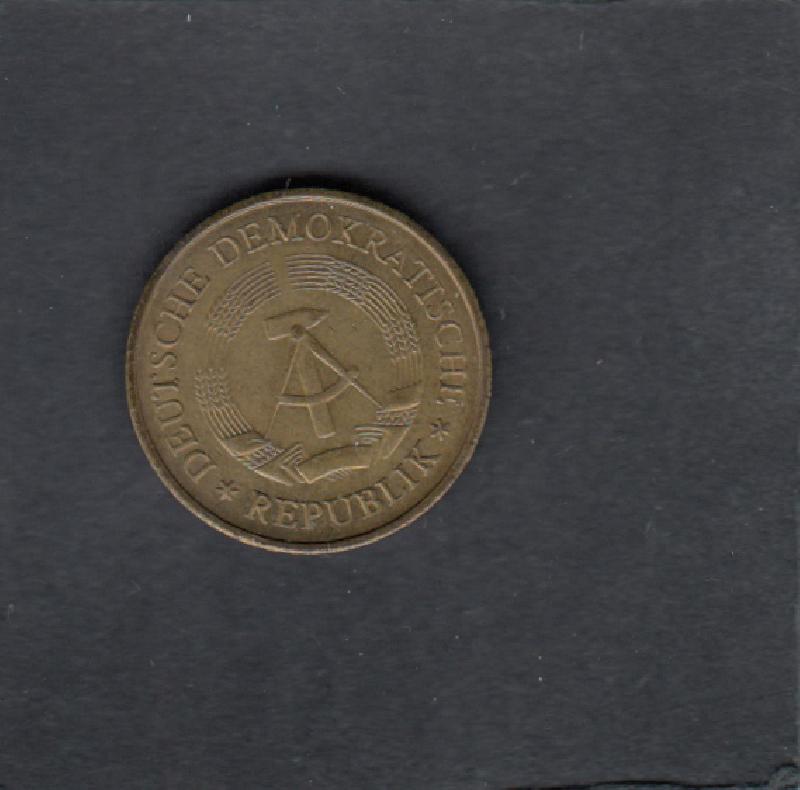 DEUTSCHE DEMOKRATISCHE
* REPUBLIK *